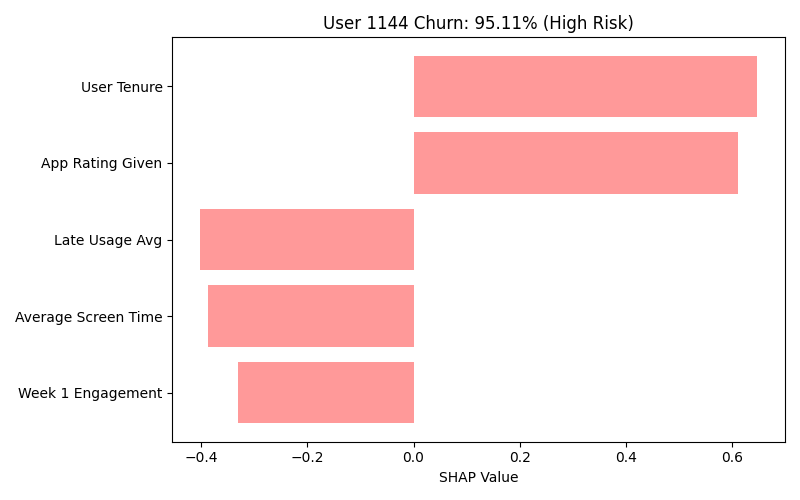 User 1144 Churn: 95.11% (High Risk)
User Tenure
App Rating Given
Late Usage Avg
Average Screen Time
Week 1 Engagement
−0.4 −0.2 0.0 0.2 0.4 0.6
SHAP Value